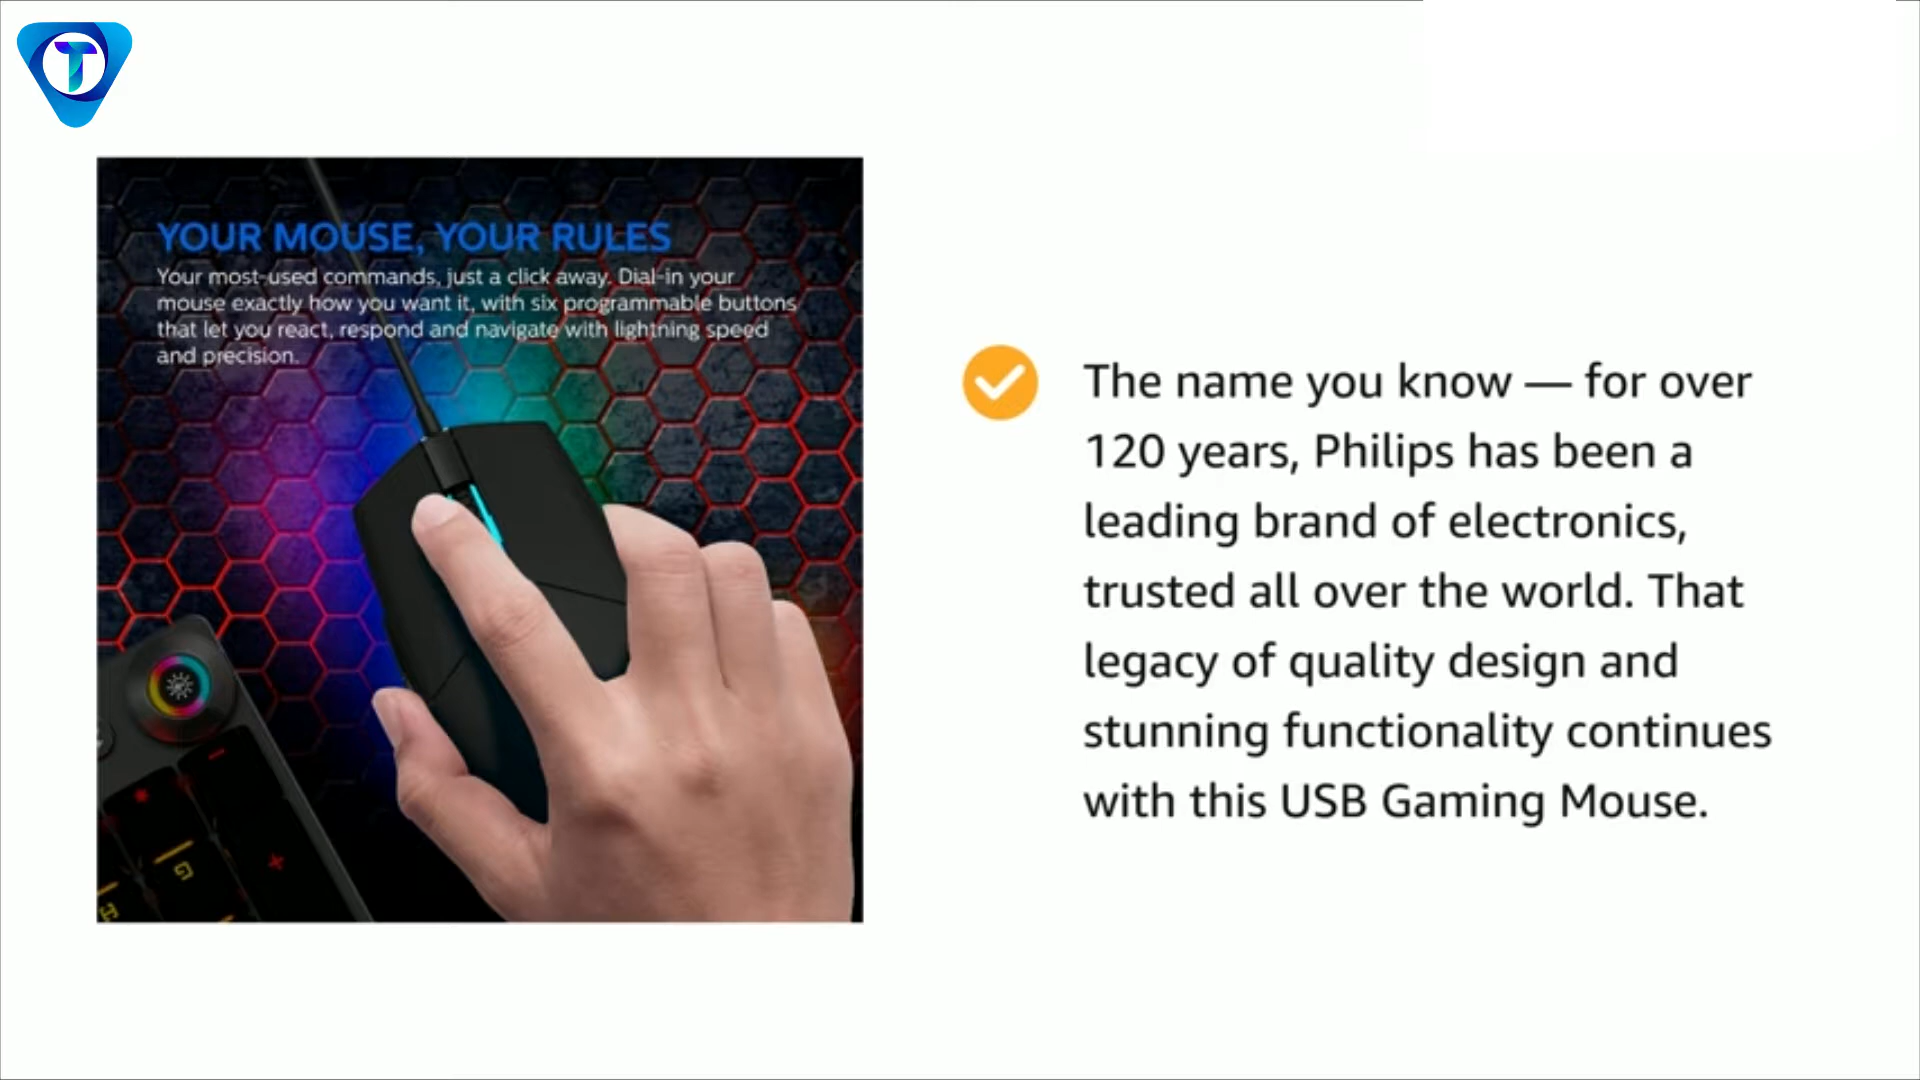 T
YOUR MOUSE, YOUR RULES
Your most-used commands, just a click away. Dial-in your
mouse exactly how you want it, with six programmable buttons
that let you react, respond and navigate with lightning speed
and precision.
The name you know — for over
120 years, Philips has been a
leading brand of electronics,
trusted all over the world. That
legacy of quality design and
stunning functionality continues
with this USB Gaming Mouse.
G
H